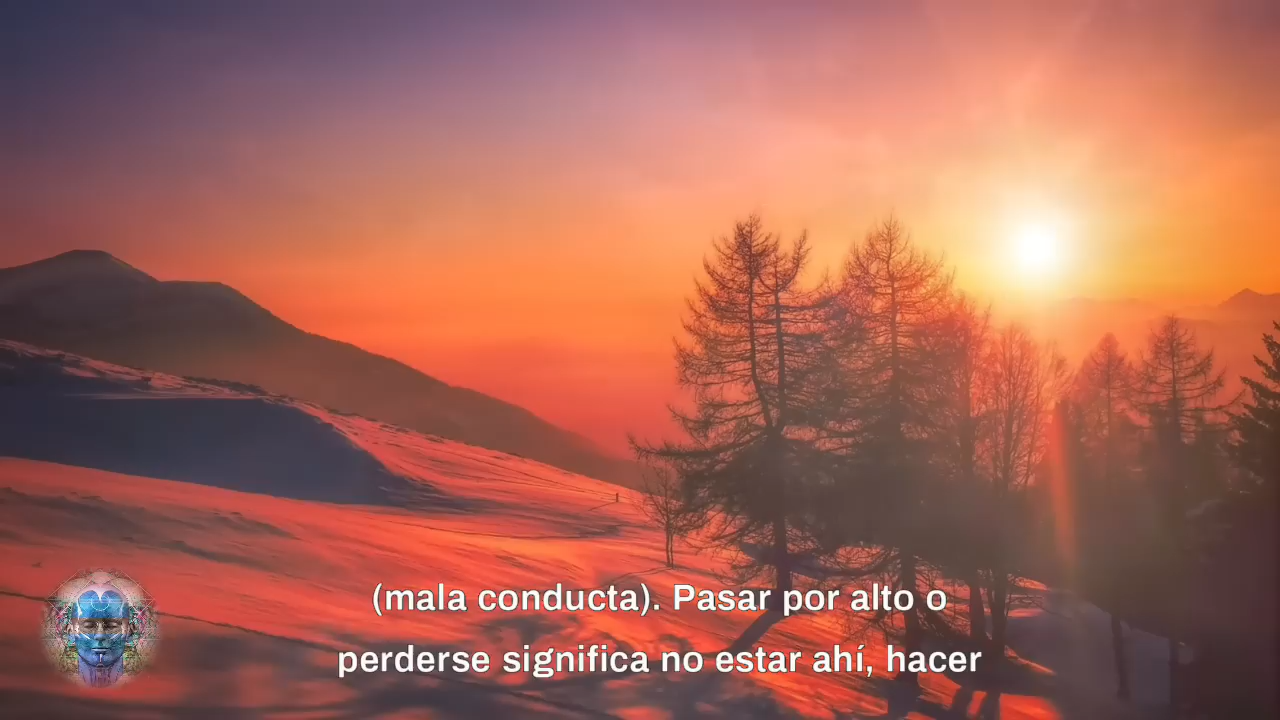 (mala conducta). Pasar por alto o
perderse significa no estar ahí, hacer